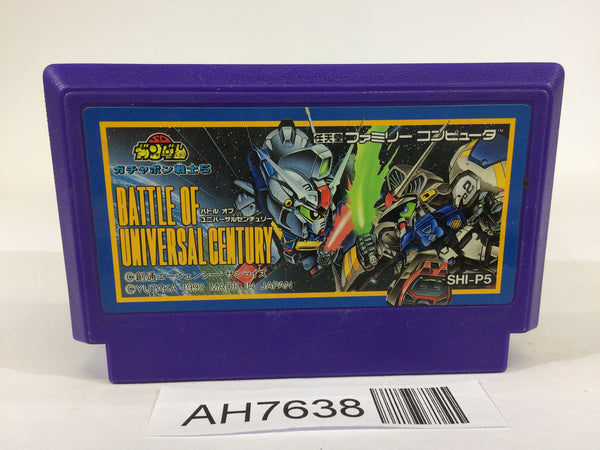 SD
ガンダム
任天堂 ファミリー コンピュータ™
ガチャポン戦士5
BATTLE OF
バトル オブ
ユニバーサルセンチュリー
UNIVERSAL CENTURY
©創通エージェンシー・サンライズ
©YUTAKA 1992 MADE IN JAPAN
SHI-P5
AH7638